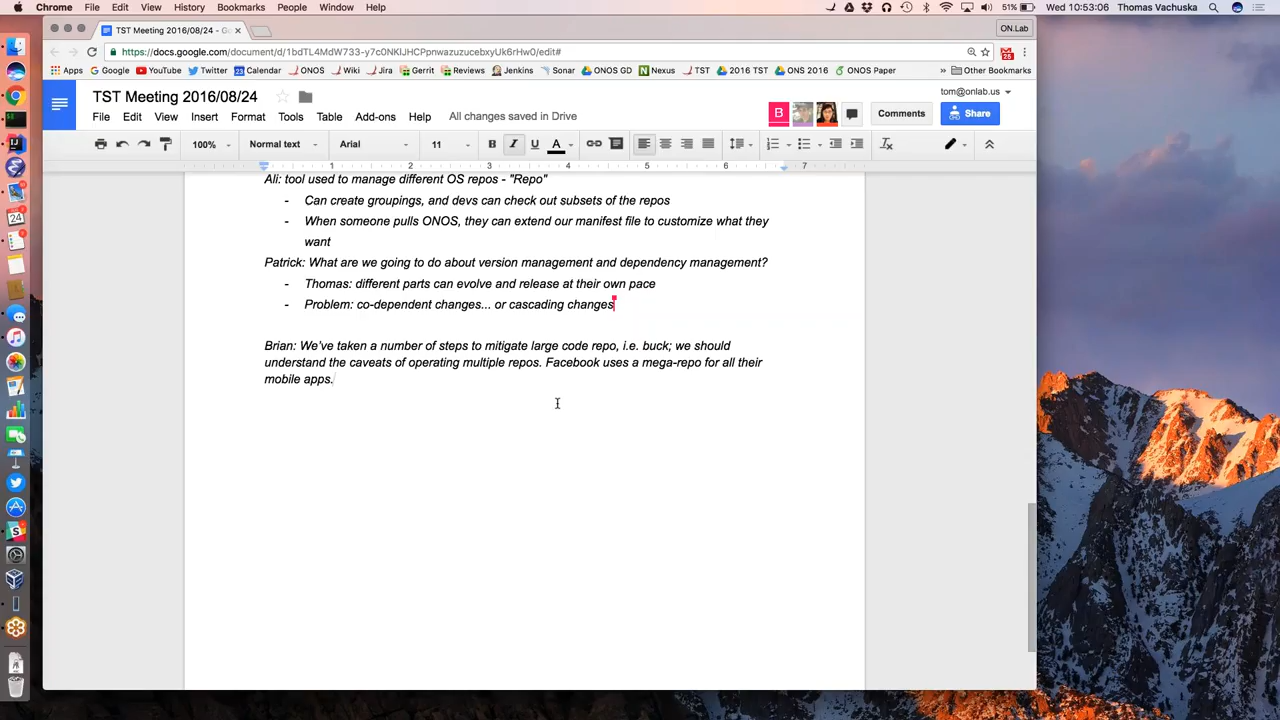 Chrome File Edit View History Bookmarks People Window Help 51% Wed 10:53:06 Thomas Vachuska
TST Meeting 2016/08/24 - G ON.Lab
https://docs.google.com/document/d/1bdTL4MdW733-y7c0NKlJHCPpnwazuzucebxyUk6rHw0/edit#
Apps Google YouTube Twitter 23 Calendar ONOS Wiki Jira Gerrit Reviews Jenkins Sonar ONOS GD Nexus TST 2016 TST ONS 2016 ONOS Paper » Other Bookmarks
TST Meeting 2016/08/24 tom@onlab.us
File Edit View Insert Format Tools Table Add-ons Help All changes saved in Drive B Comments Share
100% Normal text Arial 11 B I U A
1 2 3 4 5 6 7
Ali: tool used to manage different OS repos - "Repo"
- Can create groupings, and devs can check out subsets of the repos
- When someone pulls ONOS, they can extend our manifest file to customize what they
want
Patrick: What are we going to do about version management and dependency management?
- Thomas: different parts can evolve and release at their own pace
- Problem: co-dependent changes... or cascading changes
Brian: We've taken a number of steps to mitigate large code repo, i.e. buck; we should
understand the caveats of operating multiple repos. Facebook uses a mega-repo for all their
mobile apps.